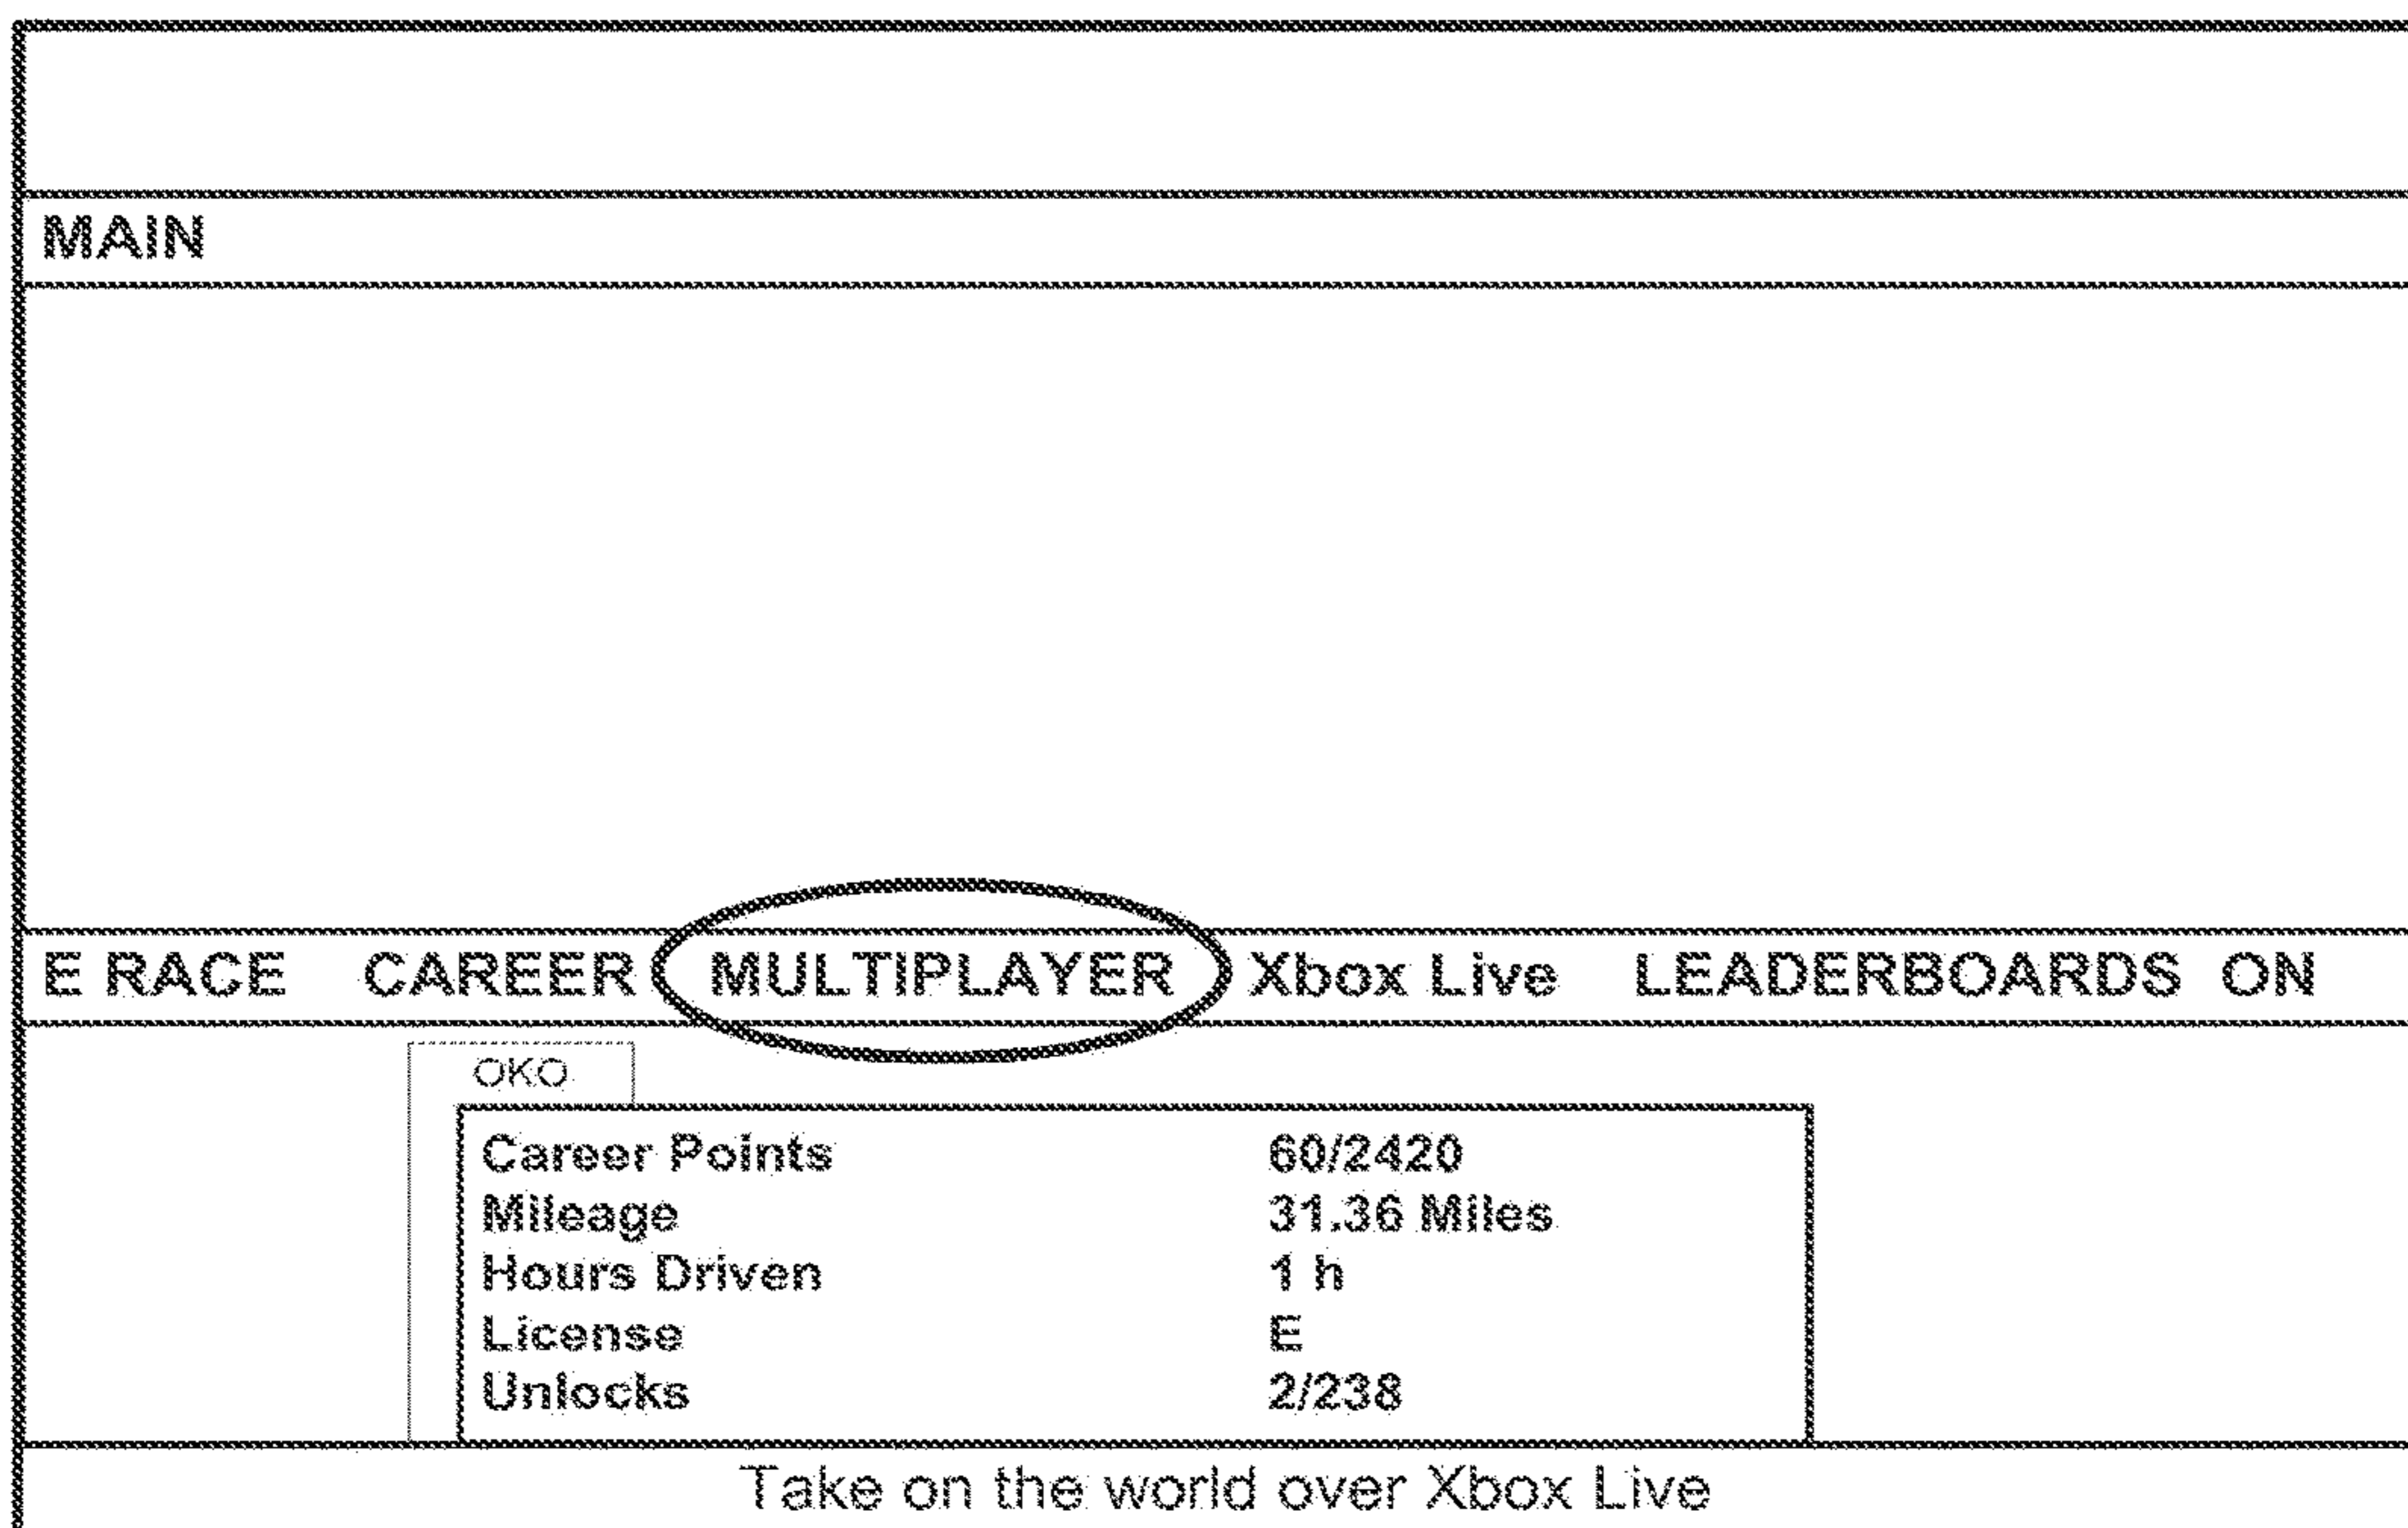 MAIN
E RACE CAREER MULTIPLAYER Xbox Live LEADERBOARDS ON
OKO
Career Points 60/2420
Mileage 31.36 Miles
Hours Driven 1 h
License E
Unlocks 2/238
Take on the world over Xbox Live